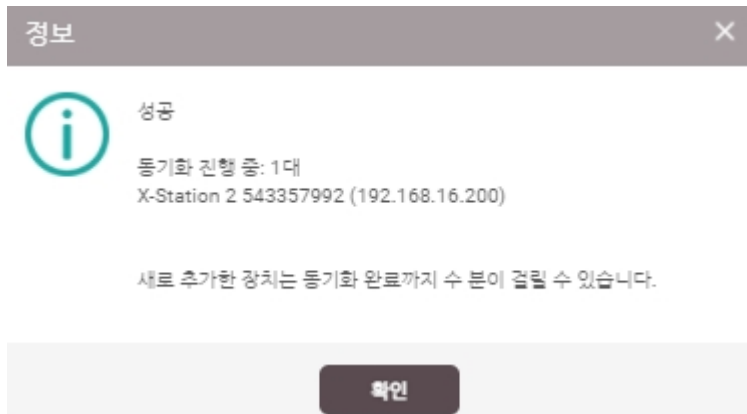 정보
성공
동기화 진행 중: 1대
X-Station 2 543357992 (192.168.16.200)
새로 추가한 장치는 동기화 완료까지 수 분이 걸릴 수 있습니다.
확인